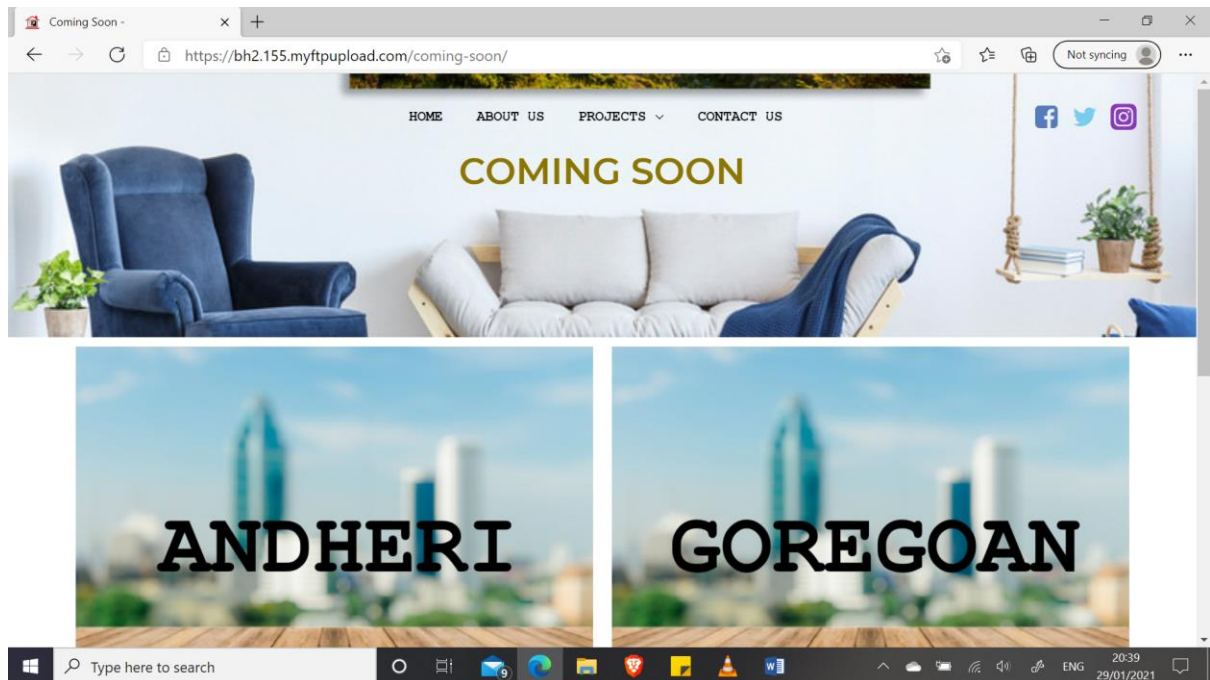 Coming Soon -
https://bh2.155.myftpupload.com/coming-soon/
Not syncing
HOME ABOUT US PROJECTS CONTACT US
COMING SOON
ANDHERI GOREGOAN
Type here to search
9
ENG
20:39
29/01/2021